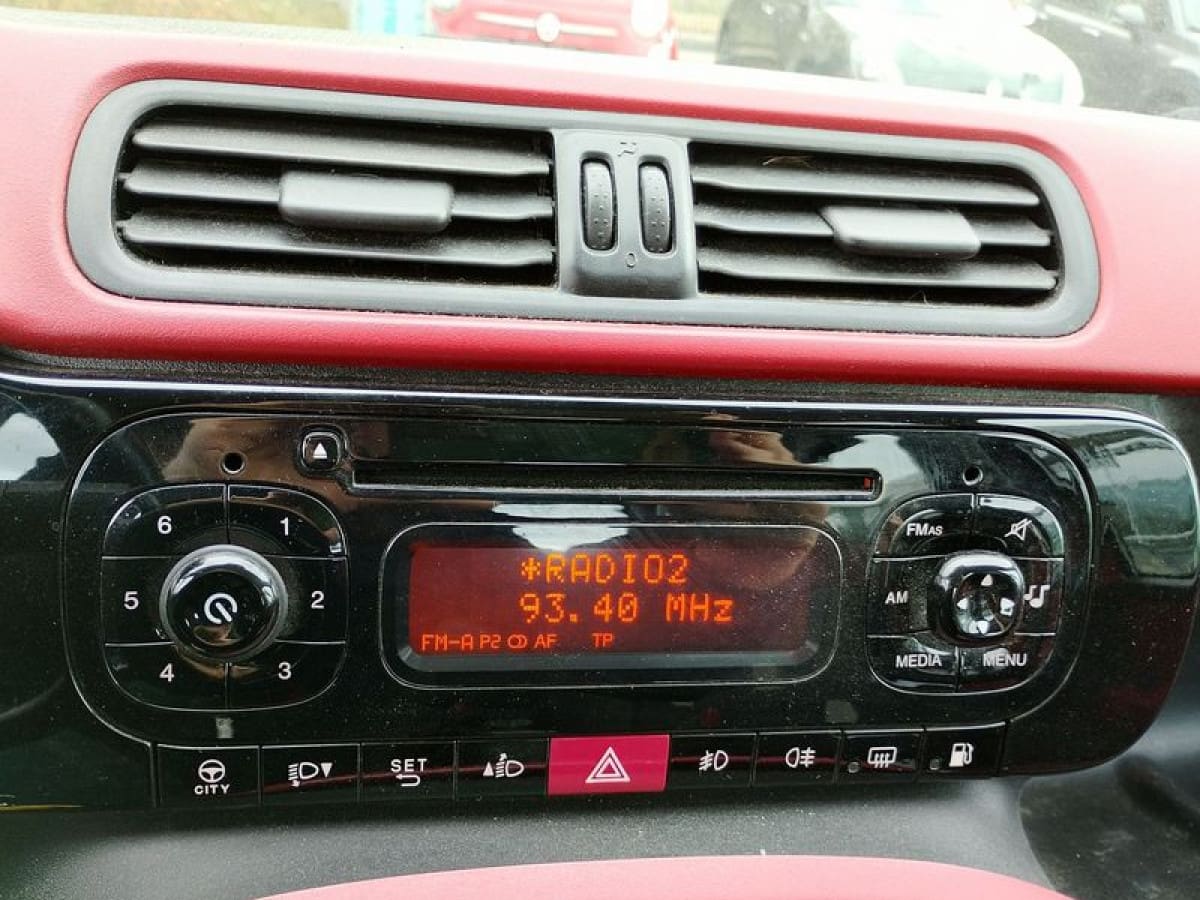 0
FMAS
6 1
*RADIO2
93.40 MHz
FM-A P2 AF TP
5 2
AM
4 3
MEDIA
MENU
CITY
SET